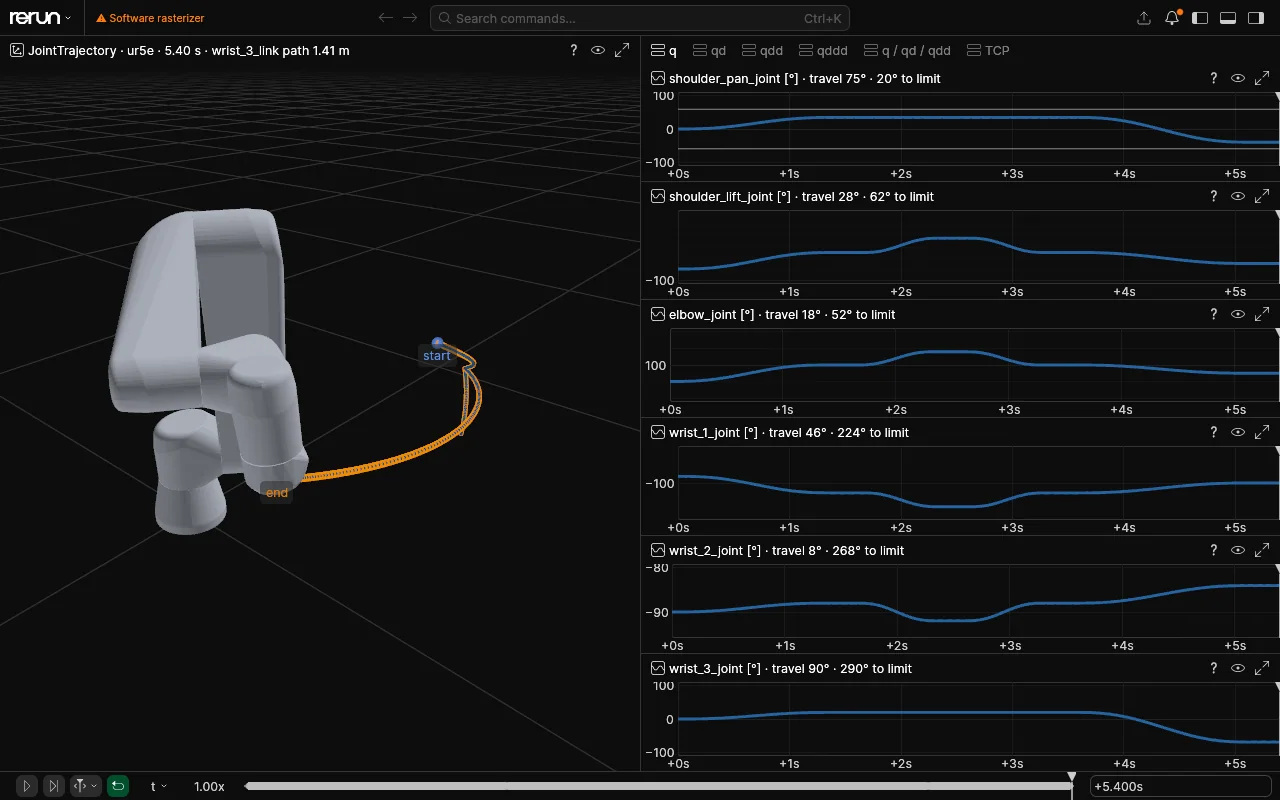 rerun
Software rasterizer
Search commands...
Ctrl+K
JointTrajectory · ur5e · 5.40 s · wrist_3_link path 1.41 m
?
start
end
q
qd
qdd
qddd
q / qd / qdd
TCP
shoulder_pan_joint [°] · travel 75° · 20° to limit
?
100
0
−100
+0s
+1s
+2s
+3s
+4s
+5s
shoulder_lift_joint [°] · travel 28° · 62° to limit
?
−100
+0s
+1s
+2s
+3s
+4s
+5s
elbow_joint [°] · travel 18° · 52° to limit
?
100
+0s
+1s
+2s
+3s
+4s
+5s
wrist_1_joint [°] · travel 46° · 224° to limit
?
−100
+0s
+1s
+2s
+3s
+4s
+5s
wrist_2_joint [°] · travel 8° · 268° to limit
?
−80
−90
+0s
+1s
+2s
+3s
+4s
+5s
wrist_3_joint [°] · travel 90° · 290° to limit
?
100
0
−100
+0s
+1s
+2s
+3s
+4s
+5s
t
1.00x
+5.400s